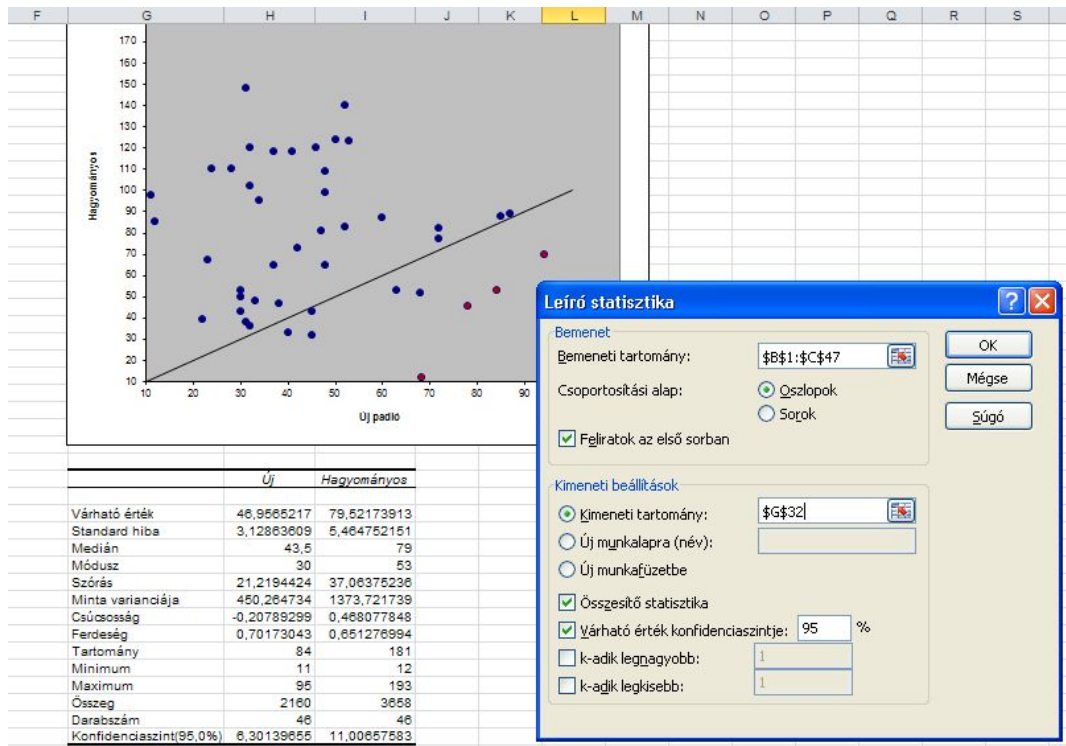 F G H I J K L M N O P Q R S
170
160
150
140
130
120
110
100
90
80
70
60
50
40
30
20
10
Hagyományos
10 20 30 40 50 60 70 80 90
Új padló
Új Hagyományos
Várható érték 46,9565217 79,52173913
Standard hiba 3,12863609 5,464752151
Medián 43,5 79
Módusz 30 53
Szórás 21,2194424 37,06375236
Minta varianciája 450,264734 1373,721739
Csúcsosság -0,20789299 0,468077848
Ferdeség 0,70173043 0,651276994
Tartomány 84 181
Minimum 11 12
Maximum 95 193
Összeg 2160 3658
Darabszám 46 46
Konfidenciaszint(95,0%) 6,30139655 11,00657583
Leíró statisztika
Bemenet
Bemeneti tartomány: $B$1:$C$47
Csoportosítási alap: Oszlopok
Sorok
Feliratok az első sorban
Kimeneti beállítások
Kimeneti tartomány: $G$32
Új munkalapra (név):
Új munkafüzetbe
Összesítő statisztika
Várható érték konfidenciaszintje: 95 %
k-adik legnagyobb: 1
k-adik legkisebb: 1
OK
Mégse
Súgó